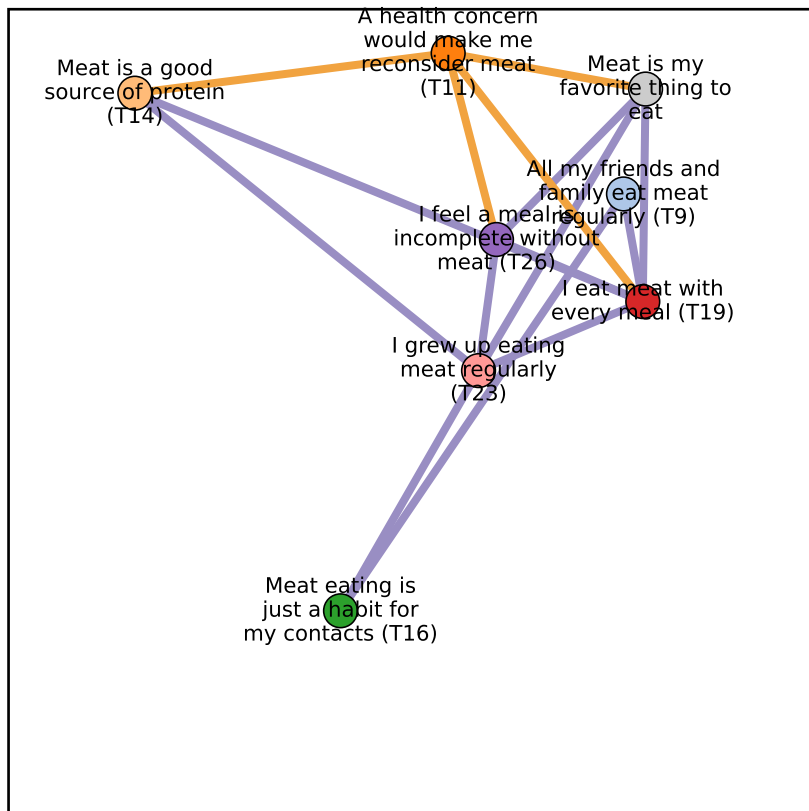 A health concern
would make me
reconsider meat
(T11)
Meat is a good
source of protein
(T14)
Meat is my
favorite thing to
eat
All my friends and
family eat meat
regularly (T9)
I feel a meal is
incomplete without
meat (T26)
I eat meat with
every meal (T19)
I grew up eating
meat regularly
(T23)
Meat eating is
just a habit for
my contacts (T16)